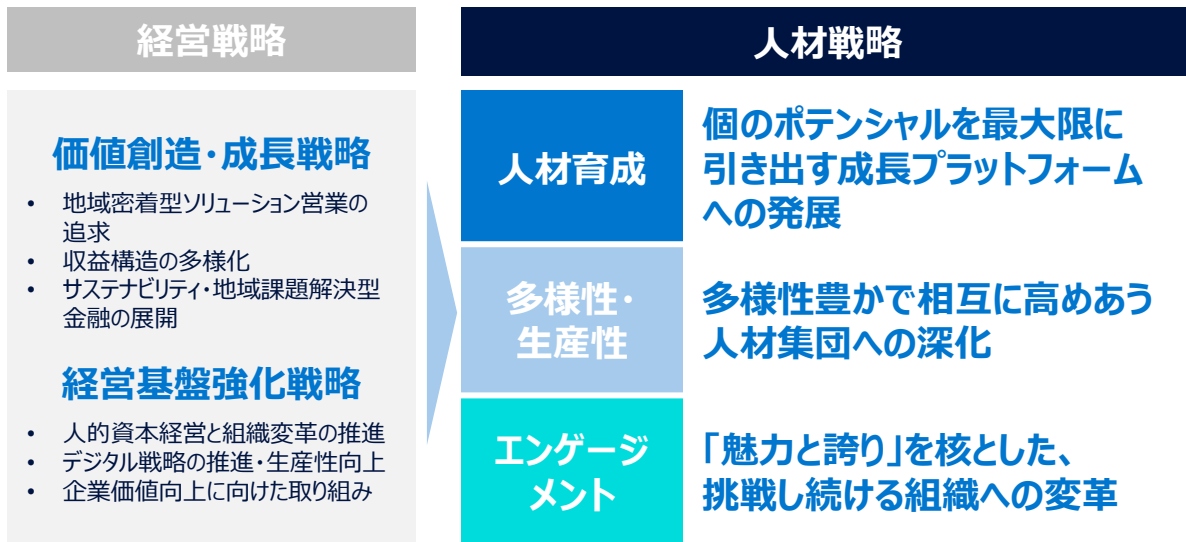 経営戦略
価値創造・成長戦略
• 地域密着型ソリューション営業の
追求
• 収益構造の多様化
• サステナビリティ・地域課題解決型
金融の展開
経営基盤強化戦略
• 人的資本経営と組織変革の推進
• デジタル戦略の推進・生産性向上
• 企業価値向上に向けた取り組み
人材戦略
人材育成
個のポテンシャルを最大限に
引き出す成長プラットフォーム
への発展
多様性・
生産性
多様性豊かで相互に高めあう
人材集団への深化
エンゲージ
メント
「魅力と誇り」を核とした、
挑戦し続ける組織への変革